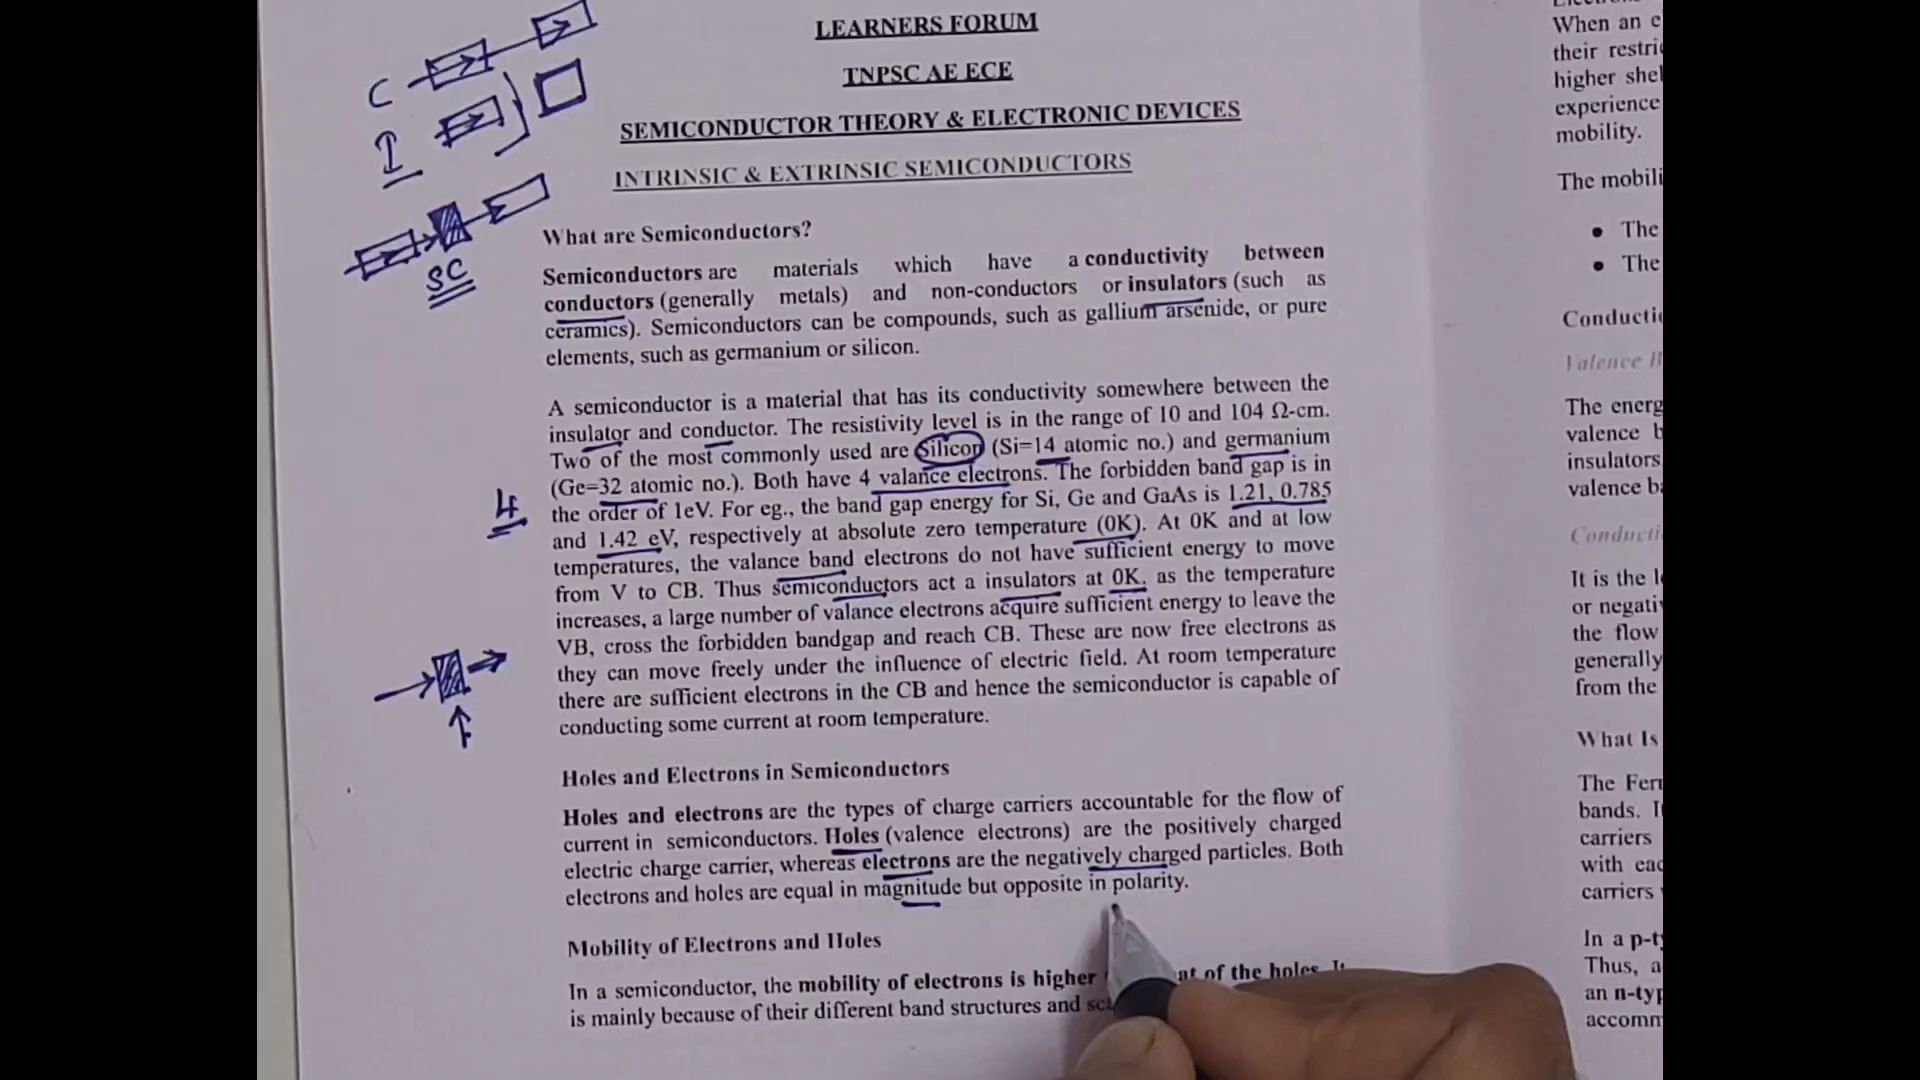 LEARNERS FORUM
TNPSC AE ECE
SEMICONDUCTOR THEORY & ELECTRONIC DEVICES
INTRINSIC & EXTRINSIC SEMICONDUCTORS
C
I
SC
What are Semiconductors?
Semiconductors are materials which have a conductivity between
conductors (generally metals) and non-conductors or insulators (such as
ceramics). Semiconductors can be compounds, such as gallium arsenide, or pure
elements, such as germanium or silicon.
A semiconductor is a material that has its conductivity somewhere between the
insulator and conductor. The resistivity level is in the range of 10 and 104 Ω-cm.
Two of the most commonly used are Silicon (Si=14 atomic no.) and germanium
(Ge=32 atomic no.). Both have 4 valance electrons. The forbidden band gap is in
4
the order of 1eV. For eg., the band gap energy for Si, Ge and GaAs is 1.21, 0.785
and 1.42 eV, respectively at absolute zero temperature (0K). At 0K and at low
temperatures, the valance band electrons do not have sufficient energy to move
from V to CB. Thus semiconductors act a insulators at 0K. as the temperature
increases, a large number of valance electrons acquire sufficient energy to leave the
VB, cross the forbidden bandgap and reach CB. These are now free electrons as
they can move freely under the influence of electric field. At room temperature
there are sufficient electrons in the CB and hence the semiconductor is capable of
conducting some current at room temperature.
Holes and Electrons in Semiconductors
Holes and electrons are the types of charge carriers accountable for the flow of
current in semiconductors. Holes (valence electrons) are the positively charged
electric charge carrier, whereas electrons are the negatively charged particles. Both
electrons and holes are equal in magnitude but opposite in polarity.
Mobility of Electrons and Holes
In a semiconductor, the mobility of electrons is higher of the holes. It
is mainly because of their different band structures and
When an
their
higher
experience
mobility.
The
The
The
Valence
The
valence
insulators
valence
It is the
or
the flow
generally
from the
What Is
The
bands.
carriers
with
carriers
In a
Thus, a
an